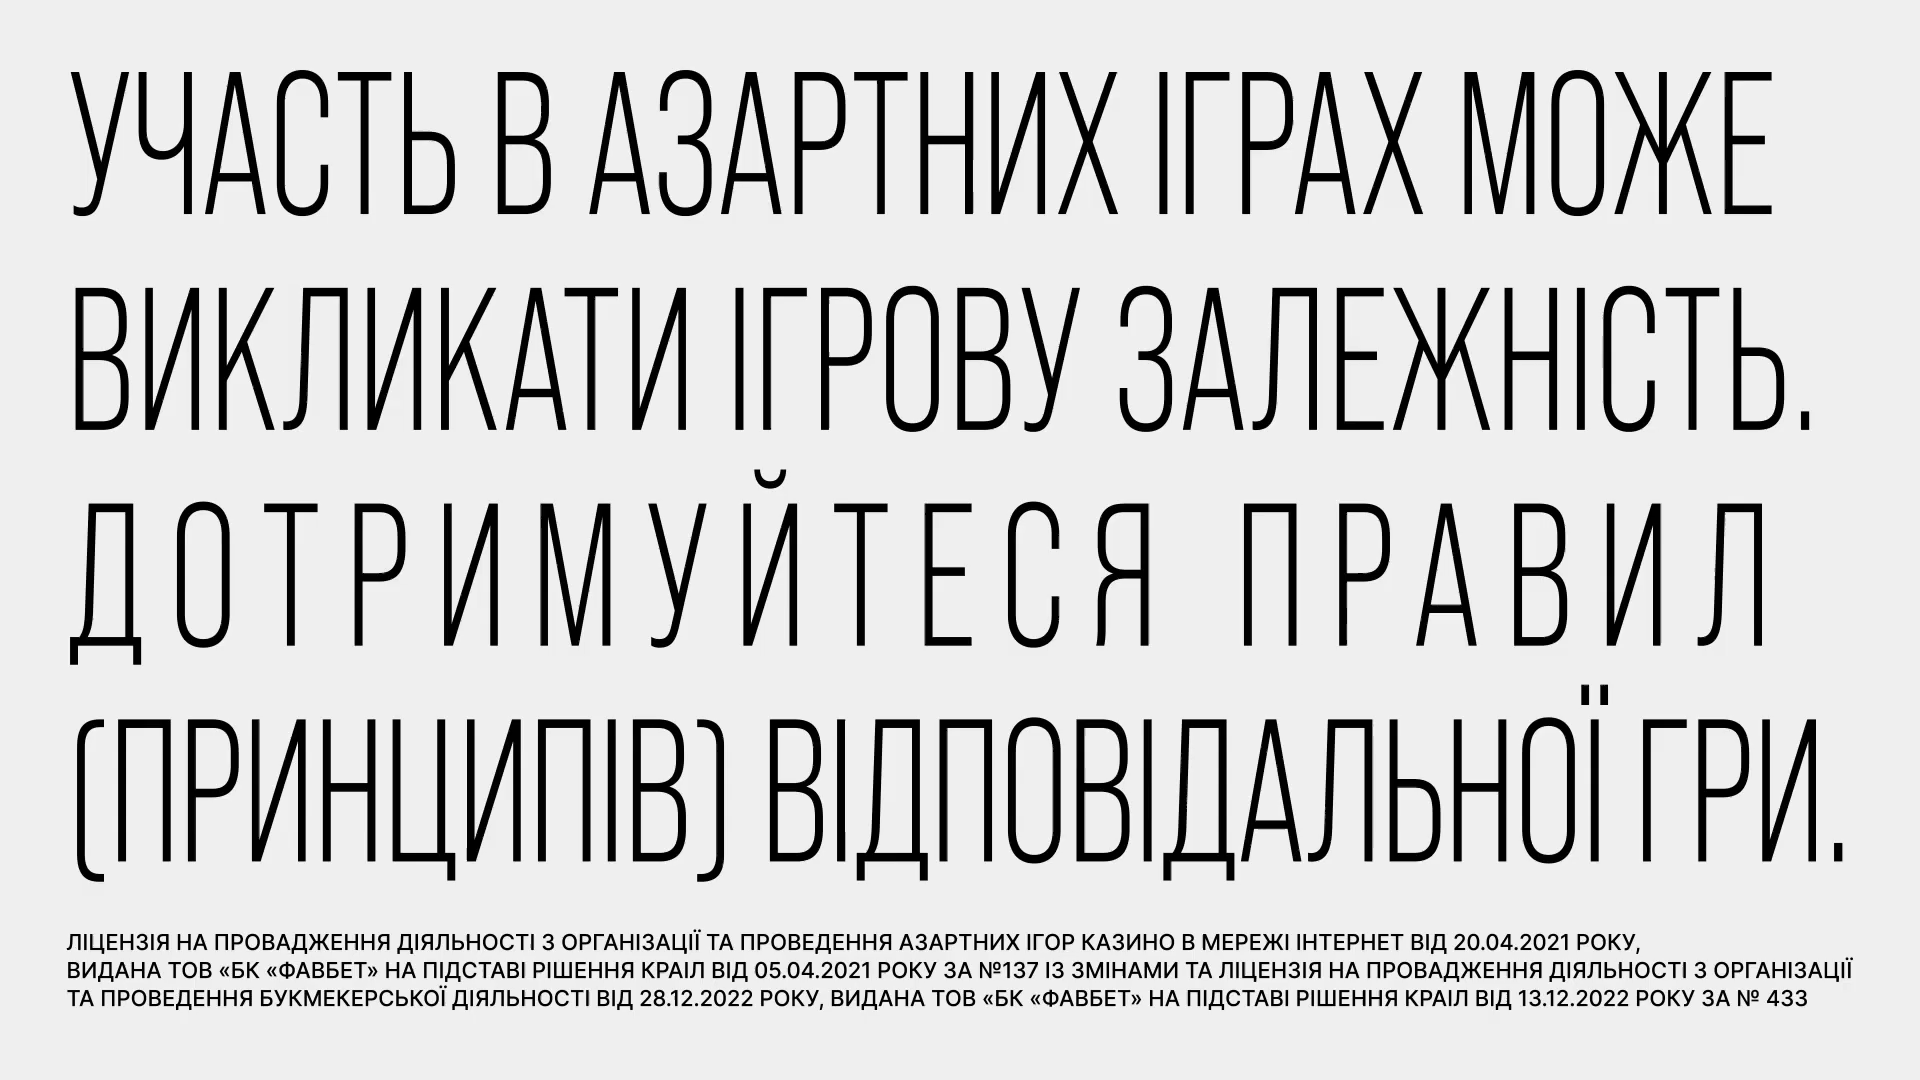 УЧАСТЬ В АЗАРТНИХ ІГРАХ МОЖЕ
ВИКЛИКАТИ ІГРОВУ ЗАЛЕЖНІСТЬ.
ДОТРИМУЙТЕСЯ ПРАВИЛ
(ПРИНЦИПІВ) ВІДПОВІДАЛЬНОЇ ГРИ.
ЛІЦЕНЗІЯ НА ПРОВАДЖЕННЯ ДІЯЛЬНОСТІ З ОРГАНІЗАЦІЇ ТА ПРОВЕДЕННЯ АЗАРТНИХ ІГОР КАЗИНО В МЕРЕЖІ ІНТЕРНЕТ ВІД 20.04.2021 РОКУ,
ВИДАНА ТОВ «БК «ФАВБЕТ» НА ПІДСТАВІ РІШЕННЯ КРАІЛ ВІД 05.04.2021 РОКУ ЗА №137 ІЗ ЗМІНАМИ ТА ЛІЦЕНЗІЯ НА ПРОВАДЖЕННЯ ДІЯЛЬНОСТІ З ОРГАНІЗАЦІЇ
ТА ПРОВЕДЕННЯ БУКМЕКЕРСЬКОЇ ДІЯЛЬНОСТІ ВІД 28.12.2022 РОКУ, ВИДАНА ТОВ «БК «ФАВБЕТ» НА ПІДСТАВІ РІШЕННЯ КРАІЛ ВІД 13.12.2022 РОКУ ЗА № 433